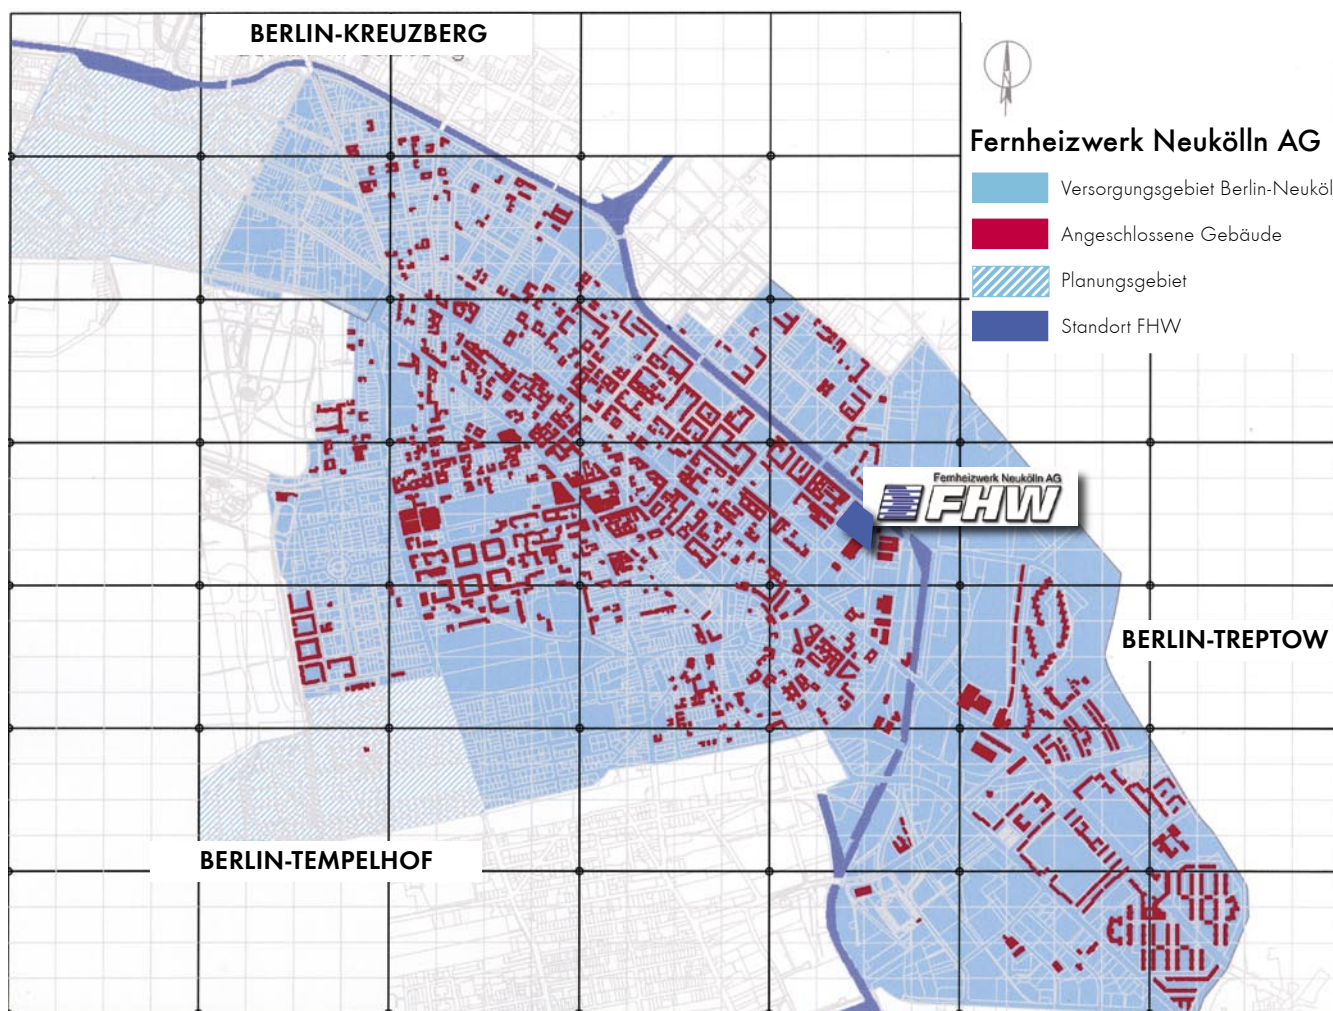 BERLIN-KREUZBERG
N
Fernheizwerk Neukölln AG
Versorgungsgebiet Berlin-Neuköl
Angeschlossene Gebäude
Planungsgebiet
Standort FHW
Fernheizwerk Neukölln AG
FHW
BERLIN-TREPTOW
BERLIN-TEMPELHOF